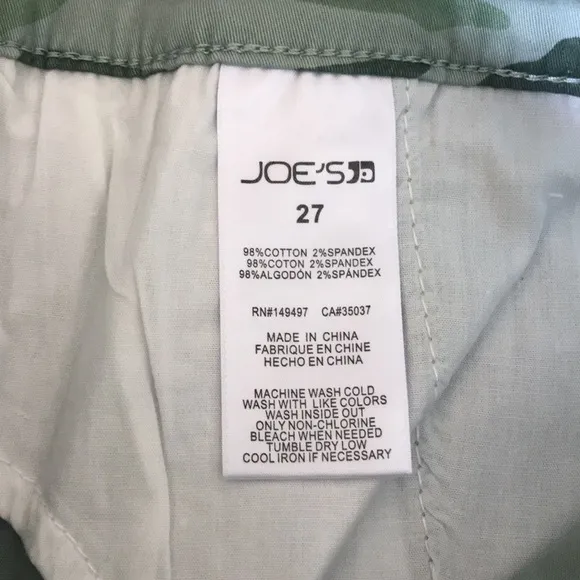 JOE'S
27
98%COTTON 2%SPANDEX
98%COTON 2%SPANDEX
98%ALGODÓN 2%SPÁNDEX
RN#149497 CA#35037
MADE IN CHINA
FABRIQUE EN CHINE
HECHO EN CHINA
MACHINE WASH COLD
WASH WITH LIKE COLORS
WASH INSIDE OUT
ONLY NON-CHLORINE
BLEACH WHEN NEEDED
TUMBLE DRY LOW
COOL IRON IF NECESSARY